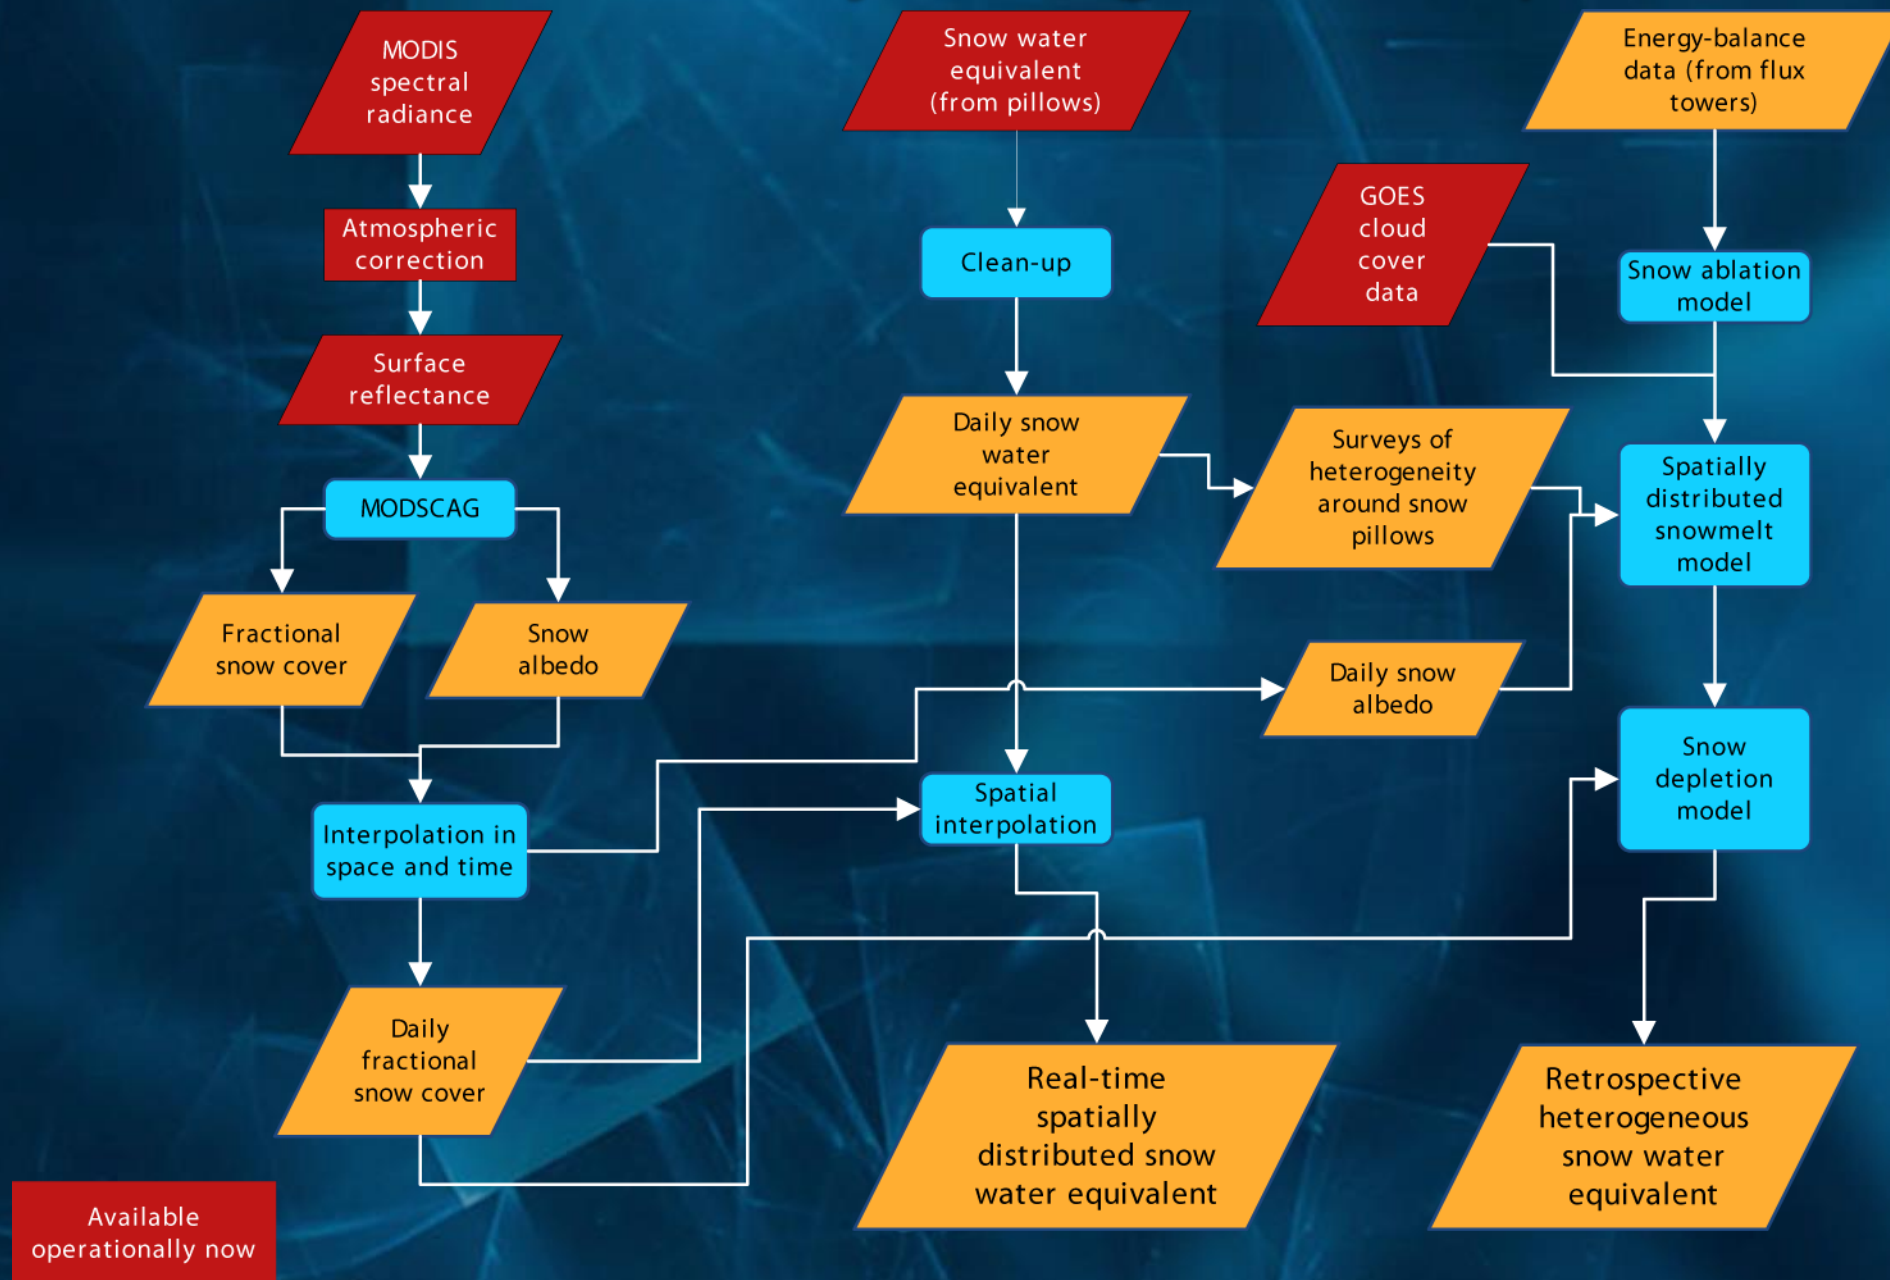 MODIS
spectral
radiance
Snow water
equivalent
(from pillows)
Energy-balance
data (from flux
towers)
Atmospheric
correction
Clean-up
GOES
cloud
cover
data
Snow ablation
model
Surface
reflectance
Daily snow
water
equivalent
Surveys of
heterogeneity
around snow
pillows
Spatially
distributed
snowmelt
model
MODSCAG
Fractional
snow cover
Snow
albedo
Daily snow
albedo
Snow
depletion
model
Interpolation in
space and time
Spatial
interpolation
Daily
fractional
snow cover
Real-time
spatially
distributed snow
water equivalent
Retrospective
heterogeneous
snow water
equivalent
Available
operationally now